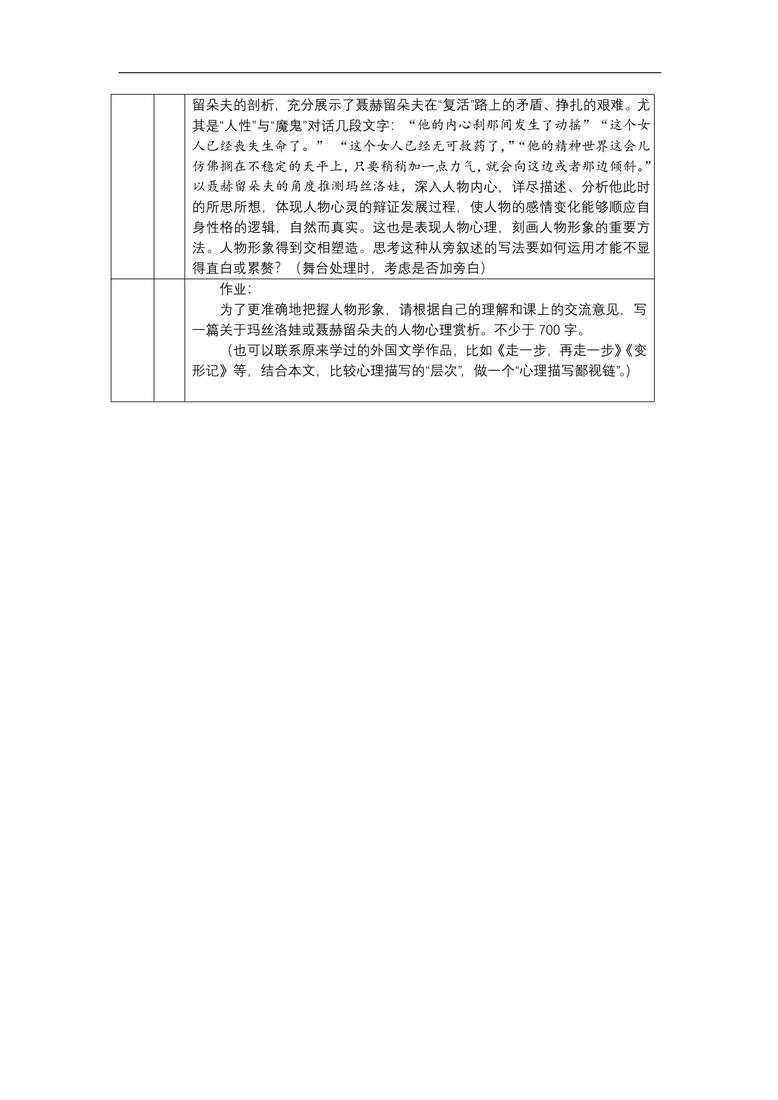 留朵夫的剖析，充分展示了聂赫留朵夫在“复活”路上的矛盾、挣扎的艰难。尤
其是“人性”与“魔鬼”对话几段文字：“他的内心刹那间发生了动摇”“这个女
人已经丧失生命了。” “这个女人已经无可救药了，”“他的精神世界这会儿
仿佛搁在不稳定的天平上，只要稍稍加一点力气，就会向这边或者那边倾斜。”
以聂赫留朵夫的角度推测玛丝洛娃，深入人物内心，详尽描述、分析他此时
的所思所想，体现人物心灵的辩证发展过程，使人物的感情变化能够顺应自
身性格的逻辑，自然而真实。这也是表现人物心理，刻画人物形象的重要方
法。人物形象得到交相塑造。思考这种从旁叙述的写法要如何运用才能不显
得直白或累赘？（舞台处理时，考虑是否加旁白）
作业：
为了更准确地把握人物形象，请根据自己的理解和课上的交流意见，写
一篇关于玛丝洛娃或聂赫留朵夫的人物心理赏析。不少于 700 字。
（也可以联系原来学过的外国文学作品，比如《走一步，再走一步》《变
形记》等，结合本文，比较心理描写的“层次”，做一个“心理描写鄙视链”。）